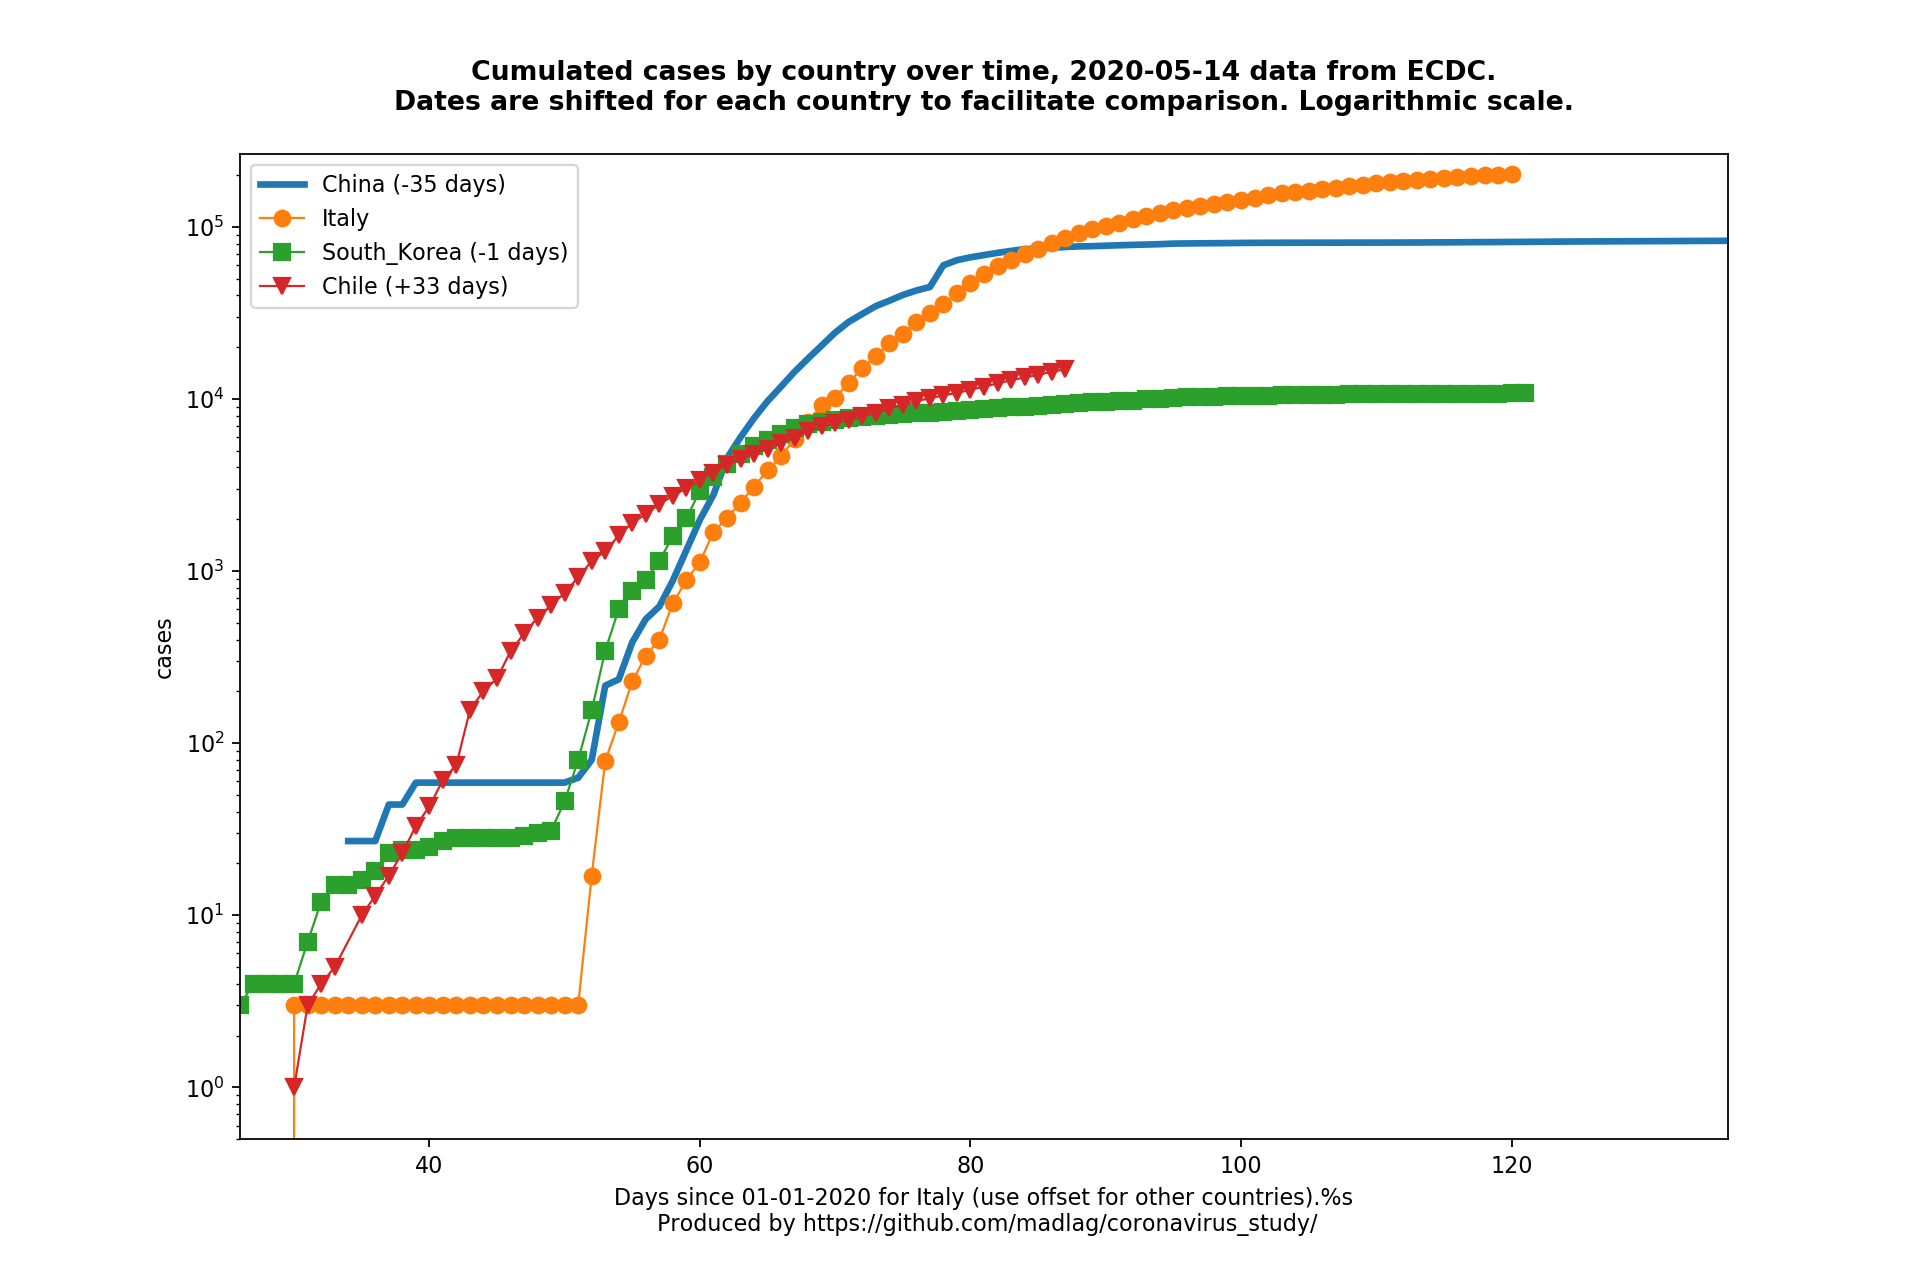 Cumulated cases by country over time, 2020-05-14 data from ECDC.
Dates are shifted for each country to facilitate comparison. Logarithmic scale.
China (-35 days)
Italy
South_Korea (-1 days)
Chile (+33 days)
10^5
10^4
10^3
10^2
10^1
10^0
cases
40 60 80 100 120
Days since 01-01-2020 for Italy (use offset for other countries).%s
Produced by https://github.com/madlag/coronavirus_study/